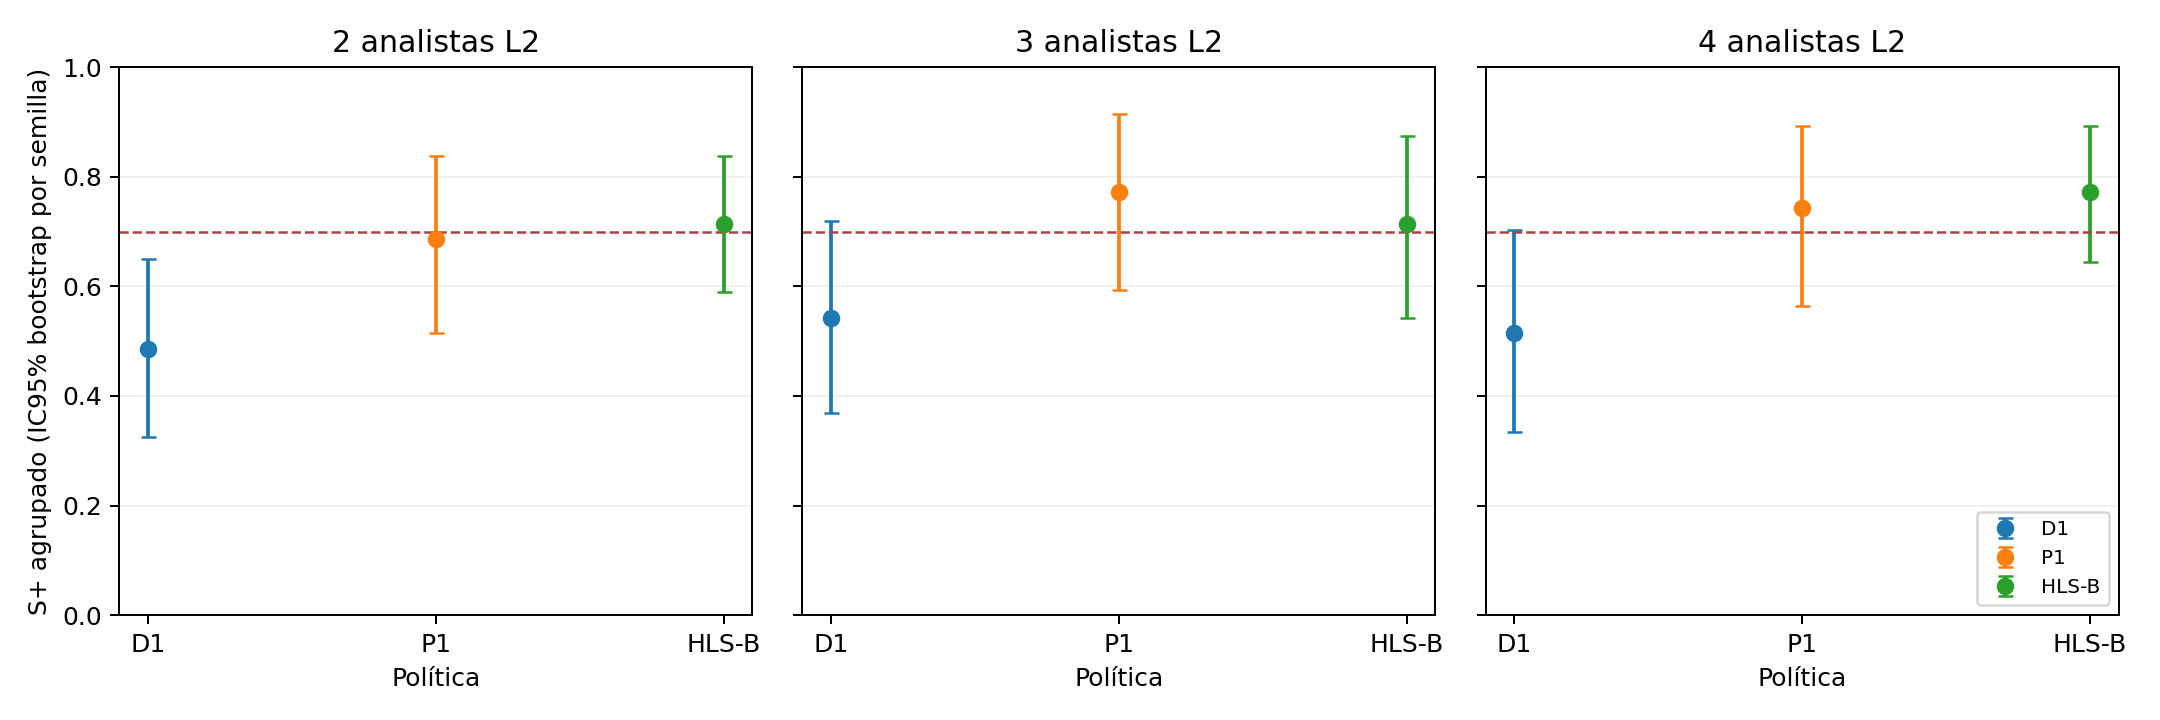 2 analistas L2
3 analistas L2
4 analistas L2
S+ agrupado (IC95% bootstrap por semilla)
1.0
0.8
0.6
0.4
0.2
0.0
D1
P1
HLS-B
D1
P1
HLS-B
D1
P1
HLS-B
Política
Política
Política
D1
P1
HLS-B